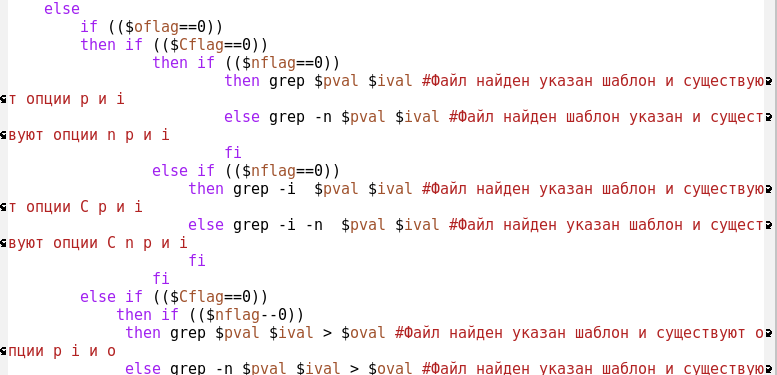 else
if (($oflag==0))
then if (($Cflag==0))
then if (($nflag==0))
then grep $pval $ival #Файл найден указан шаблон и существую
т опции p и i
else grep -n $pval $ival #Файл найден шаблон указан и сущест
вуют опции n p и i
fi
else if (($nflag==0))
then grep -i  $pval $ival #Файл найден указан шаблон и существую
т опции C p и i
else grep -i -n  $pval $ival #Файл найден указан шаблон и сущест
вуют опции C n p и i
fi
fi
else if (($Cflag==0))
then if (($nflag--0))
then grep $pval $ival > $oval #Файл найден указан шаблон и существуют о
пции p i и o
else grep -n $pval $ival > $oval #Файл найден указан шаблон и существую